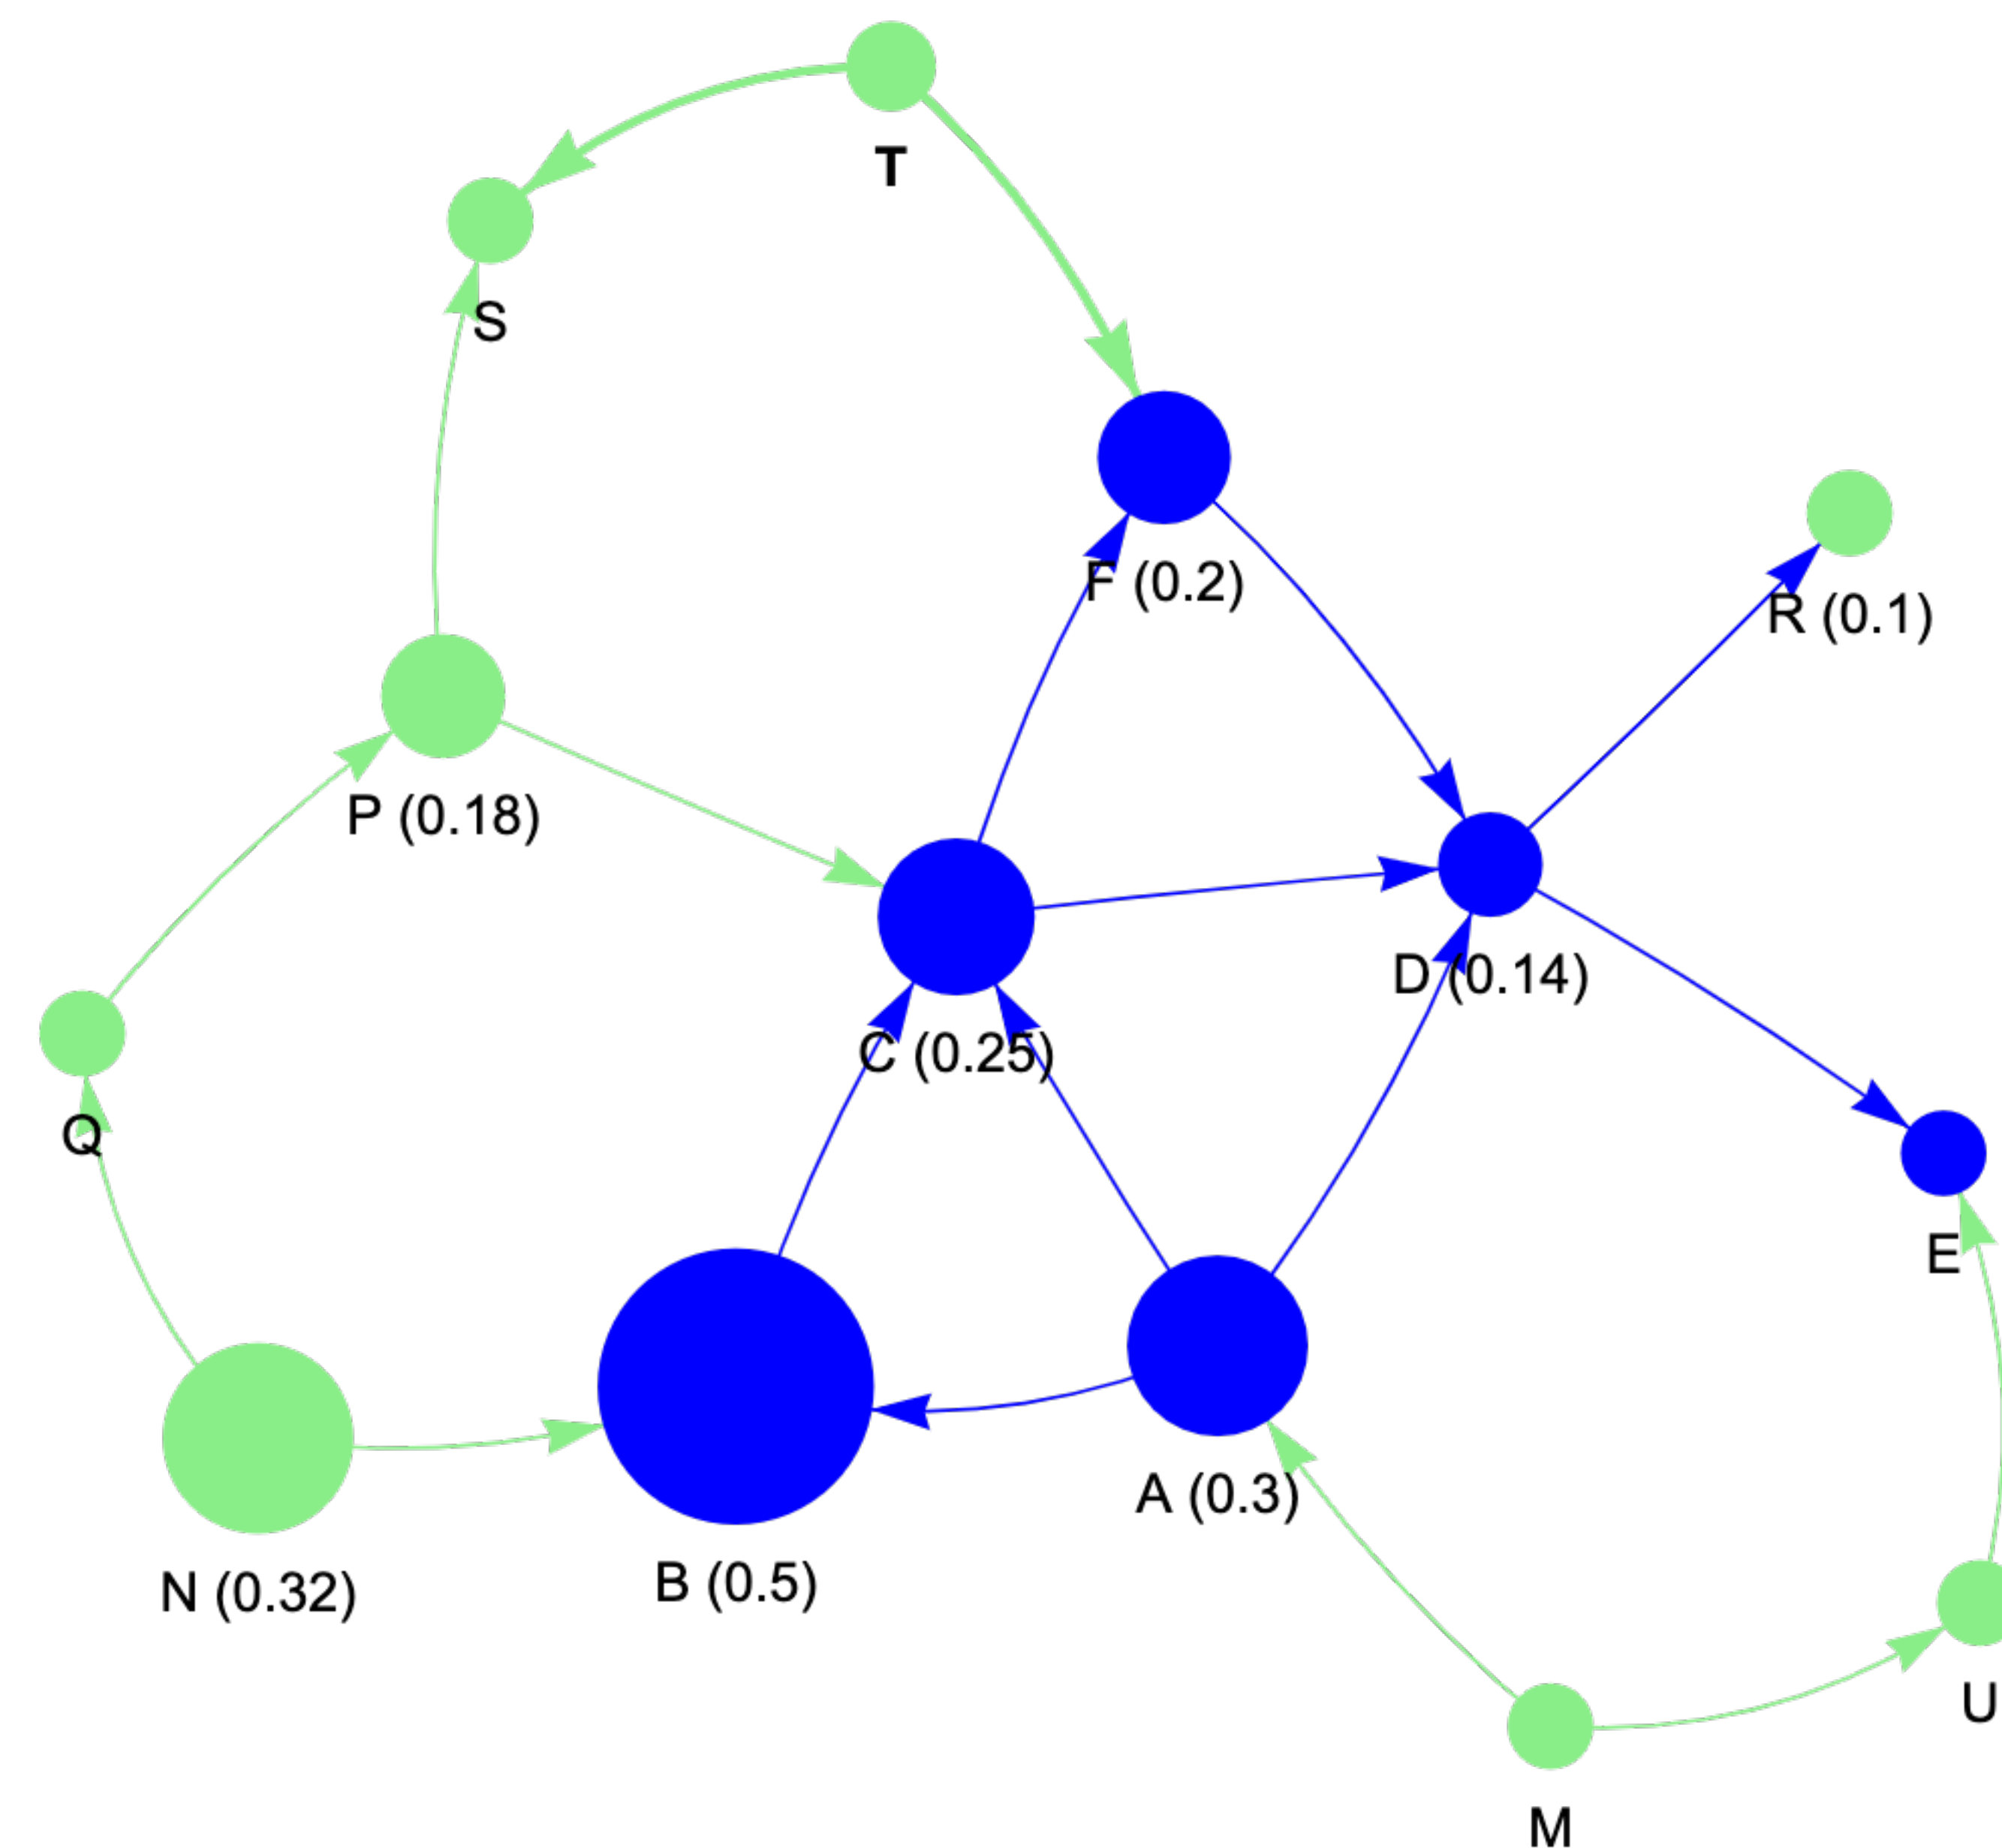 T
S
F (0.2)
R (0.1)
P (0.18)
D (0.14)
C (0.25)
Q
E
A (0.3)
B (0.5)
N (0.32)
U
M